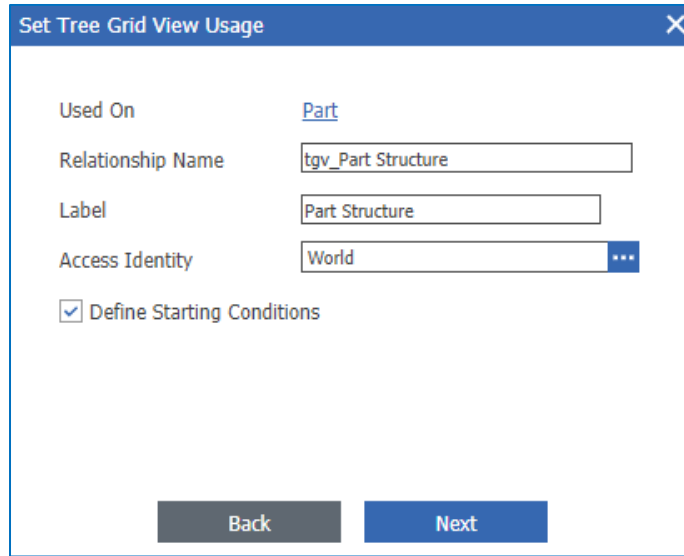 Set Tree Grid View Usage
Used On Part
Relationship Name tgv_Part Structure
Label Part Structure
Access Identity World
Define Starting Conditions
Back Next